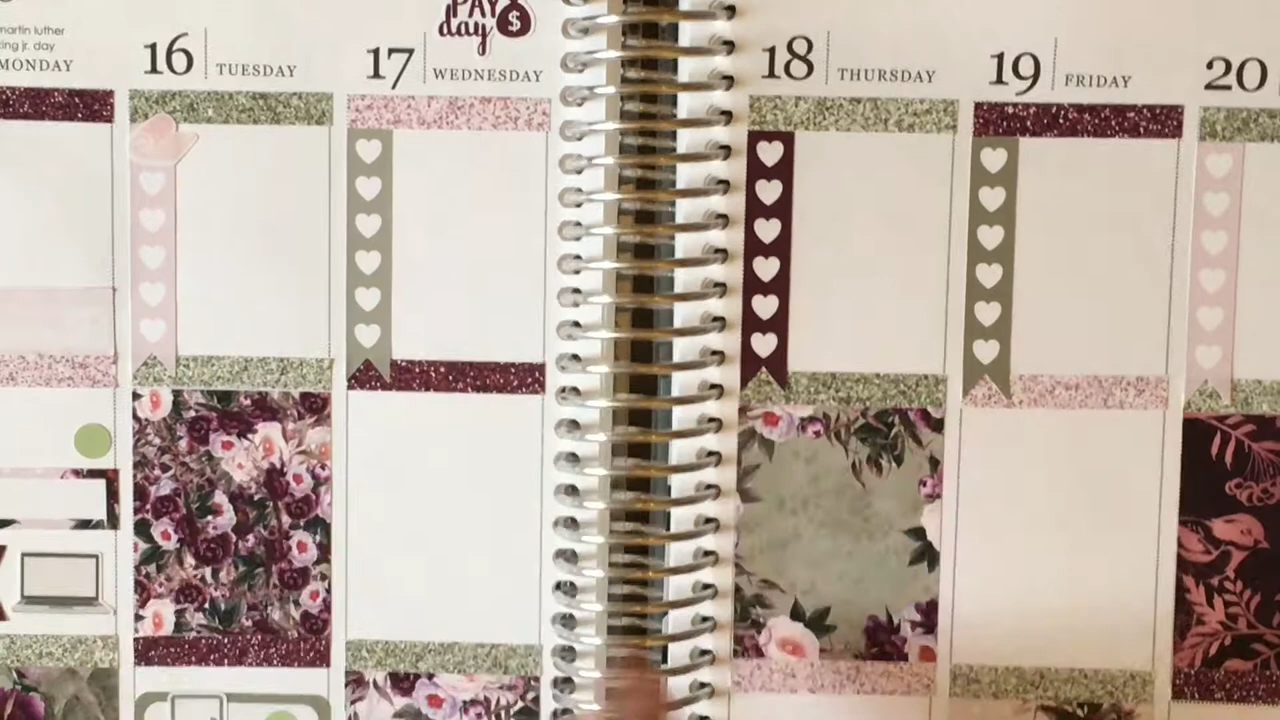 martin luther
king jr. day
MONDAY
16 TUESDAY
17 WEDNESDAY
PAY
day $
18 THURSDAY
19 FRIDAY
20